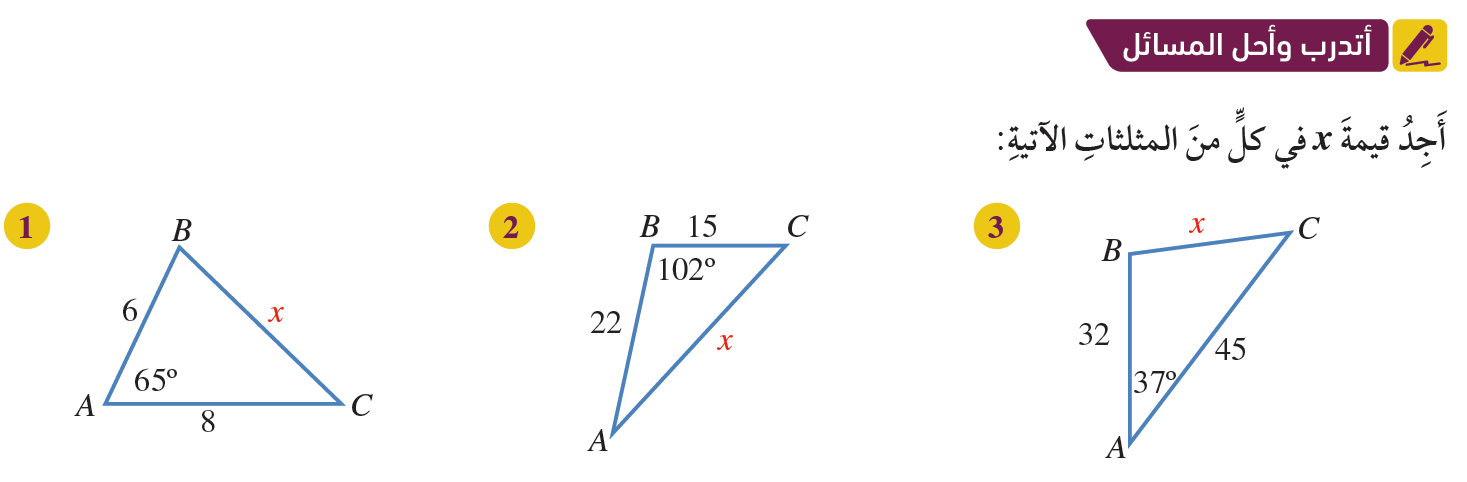 أتدرب وأحل المسائل
أَجِدُ قيمةَ x في كلٍّ منَ المثلثاتِ الآتيةِ:
1
B
6
x
65º
A
8
C
2
B 15 C
102º
22
x
A
3
x
C
B
32
45
37º
A